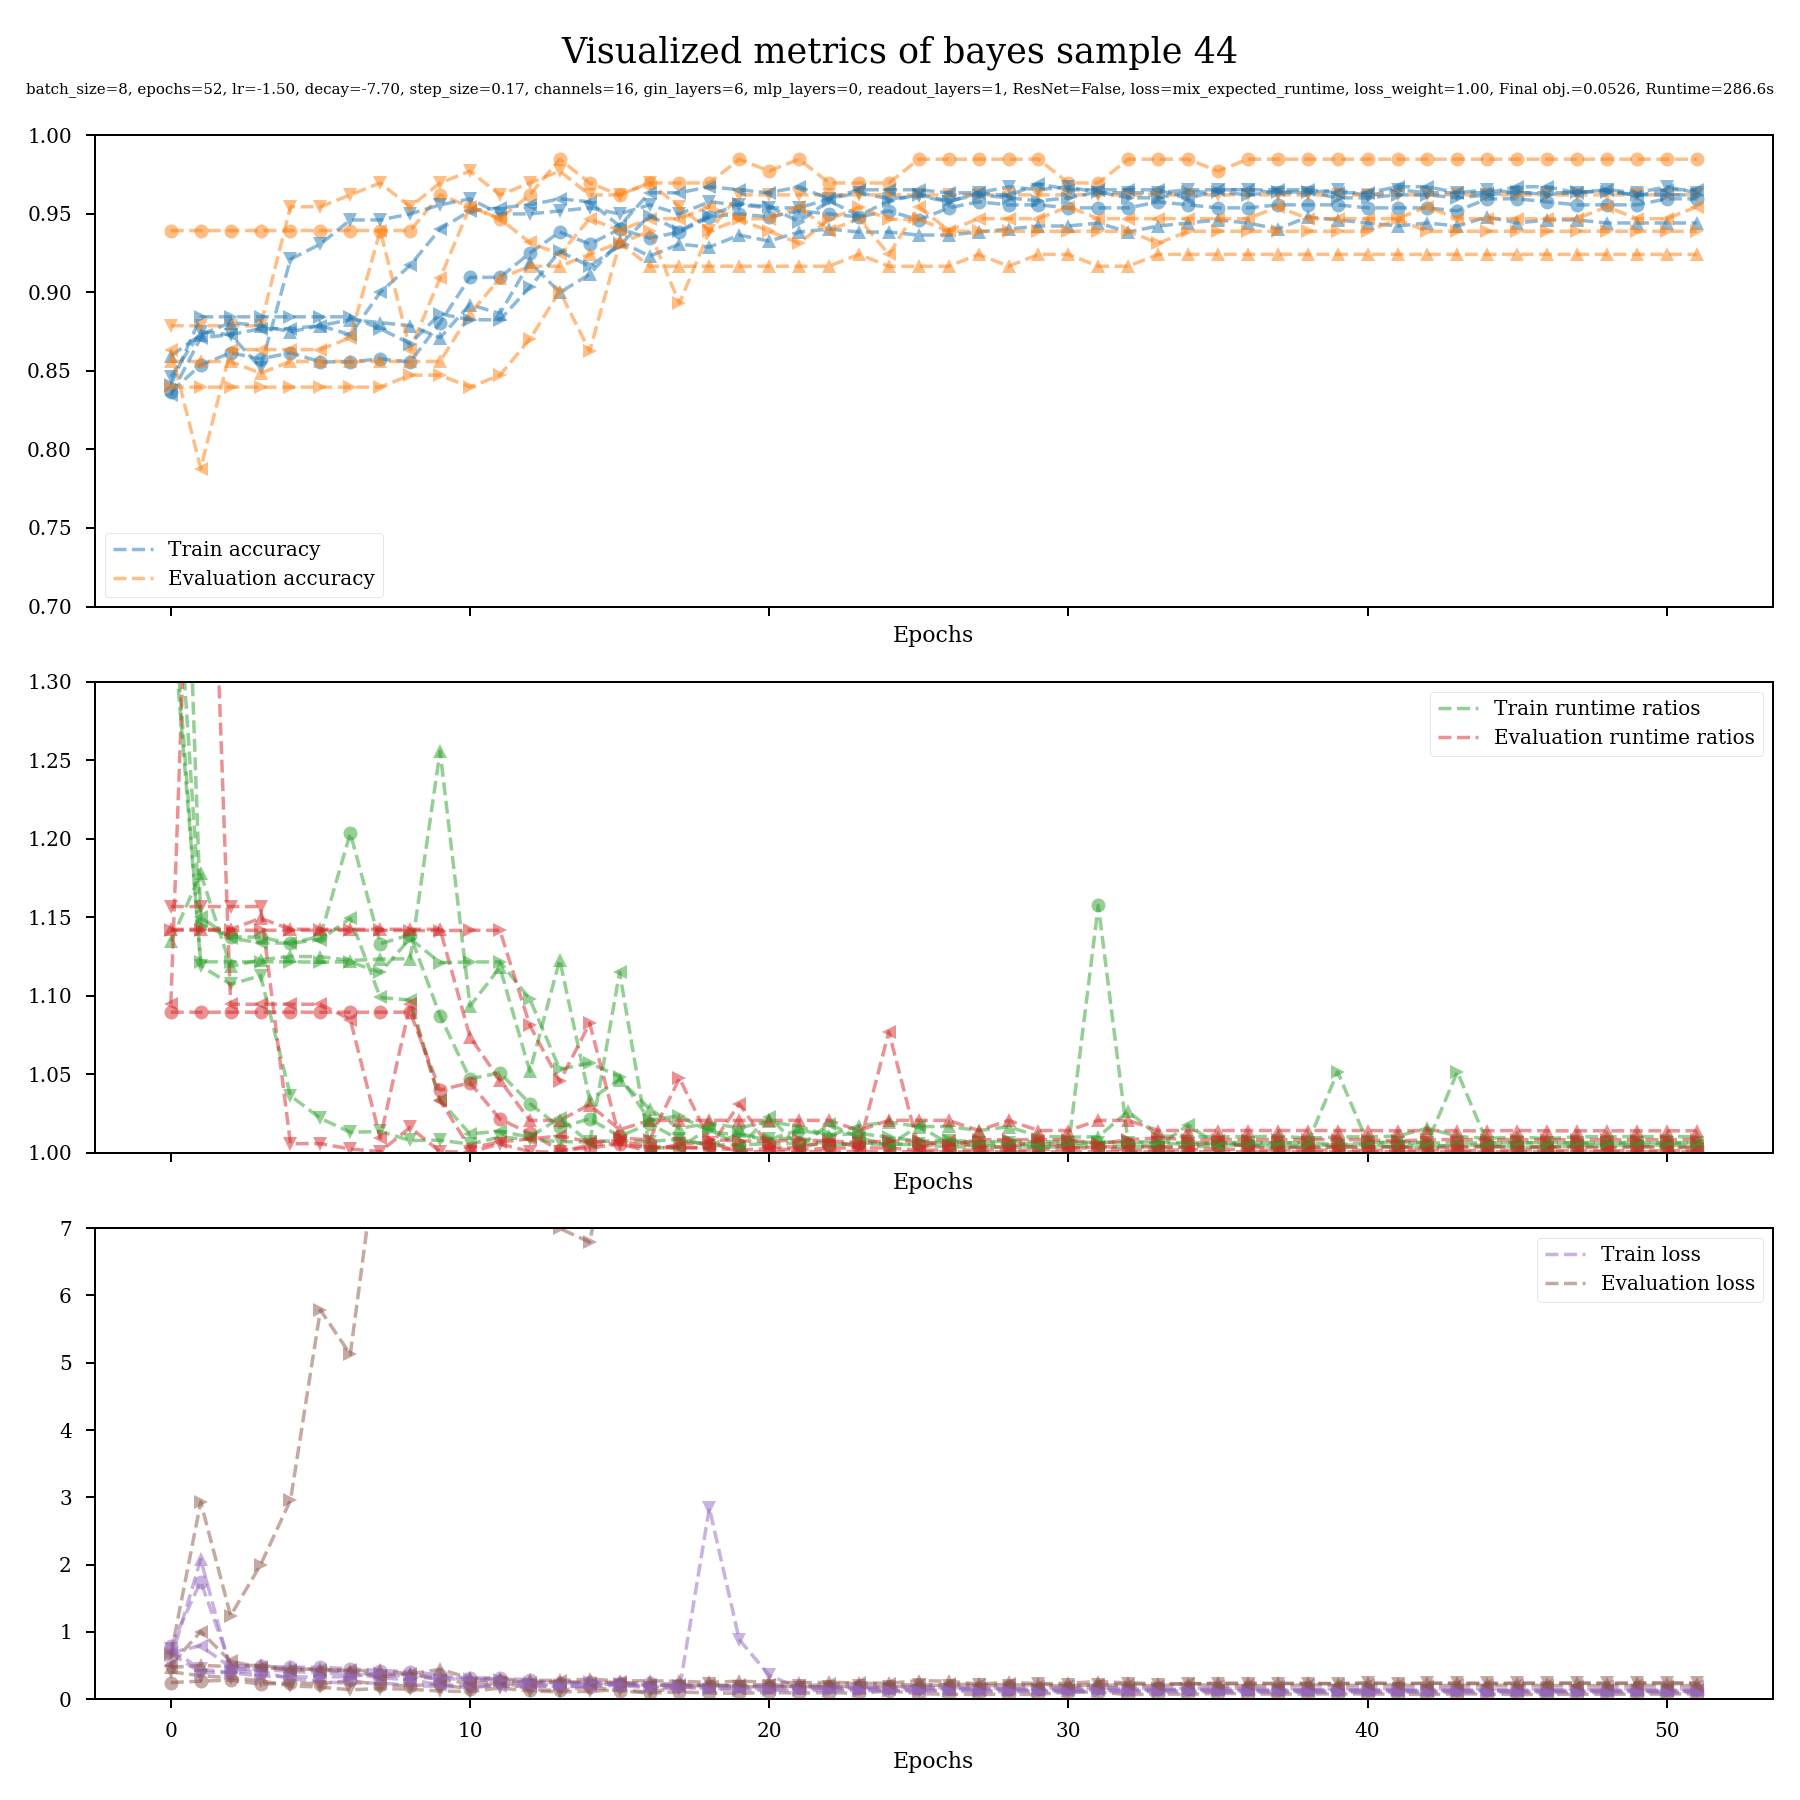 Visualized metrics of bayes sample 44
batch_size=8, epochs=52, lr=-1.50, decay=-7.70, step_size=0.17, channels=16, gin_layers=6, mlp_layers=0, readout_layers=1, ResNet=False, loss=mix_expected_runtime, loss_weight=1.00, Final obj.=0.0526, Runtime=286.6s
1.00
0.95
0.90
0.85
0.80
0.75
0.70
Train accuracy
Evaluation accuracy
Epochs
1.30
1.25
1.20
1.15
1.10
1.05
1.00
Train runtime ratios
Evaluation runtime ratios
Epochs
7
6
5
4
3
2
1
0
Train loss
Evaluation loss
0 10 20 30 40 50
Epochs